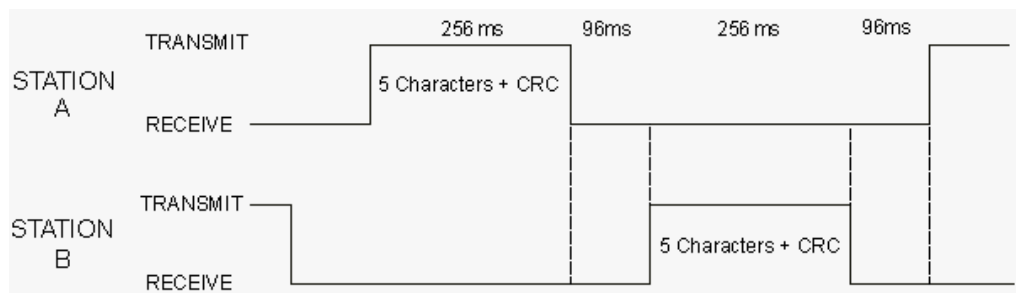 256 ms 96ms 256 ms 96ms
TRANSMIT
STATION
A
5 Characters + CRC
RECEIVE
TRANSMIT
STATION
B
5 Characters + CRC
RECEIVE